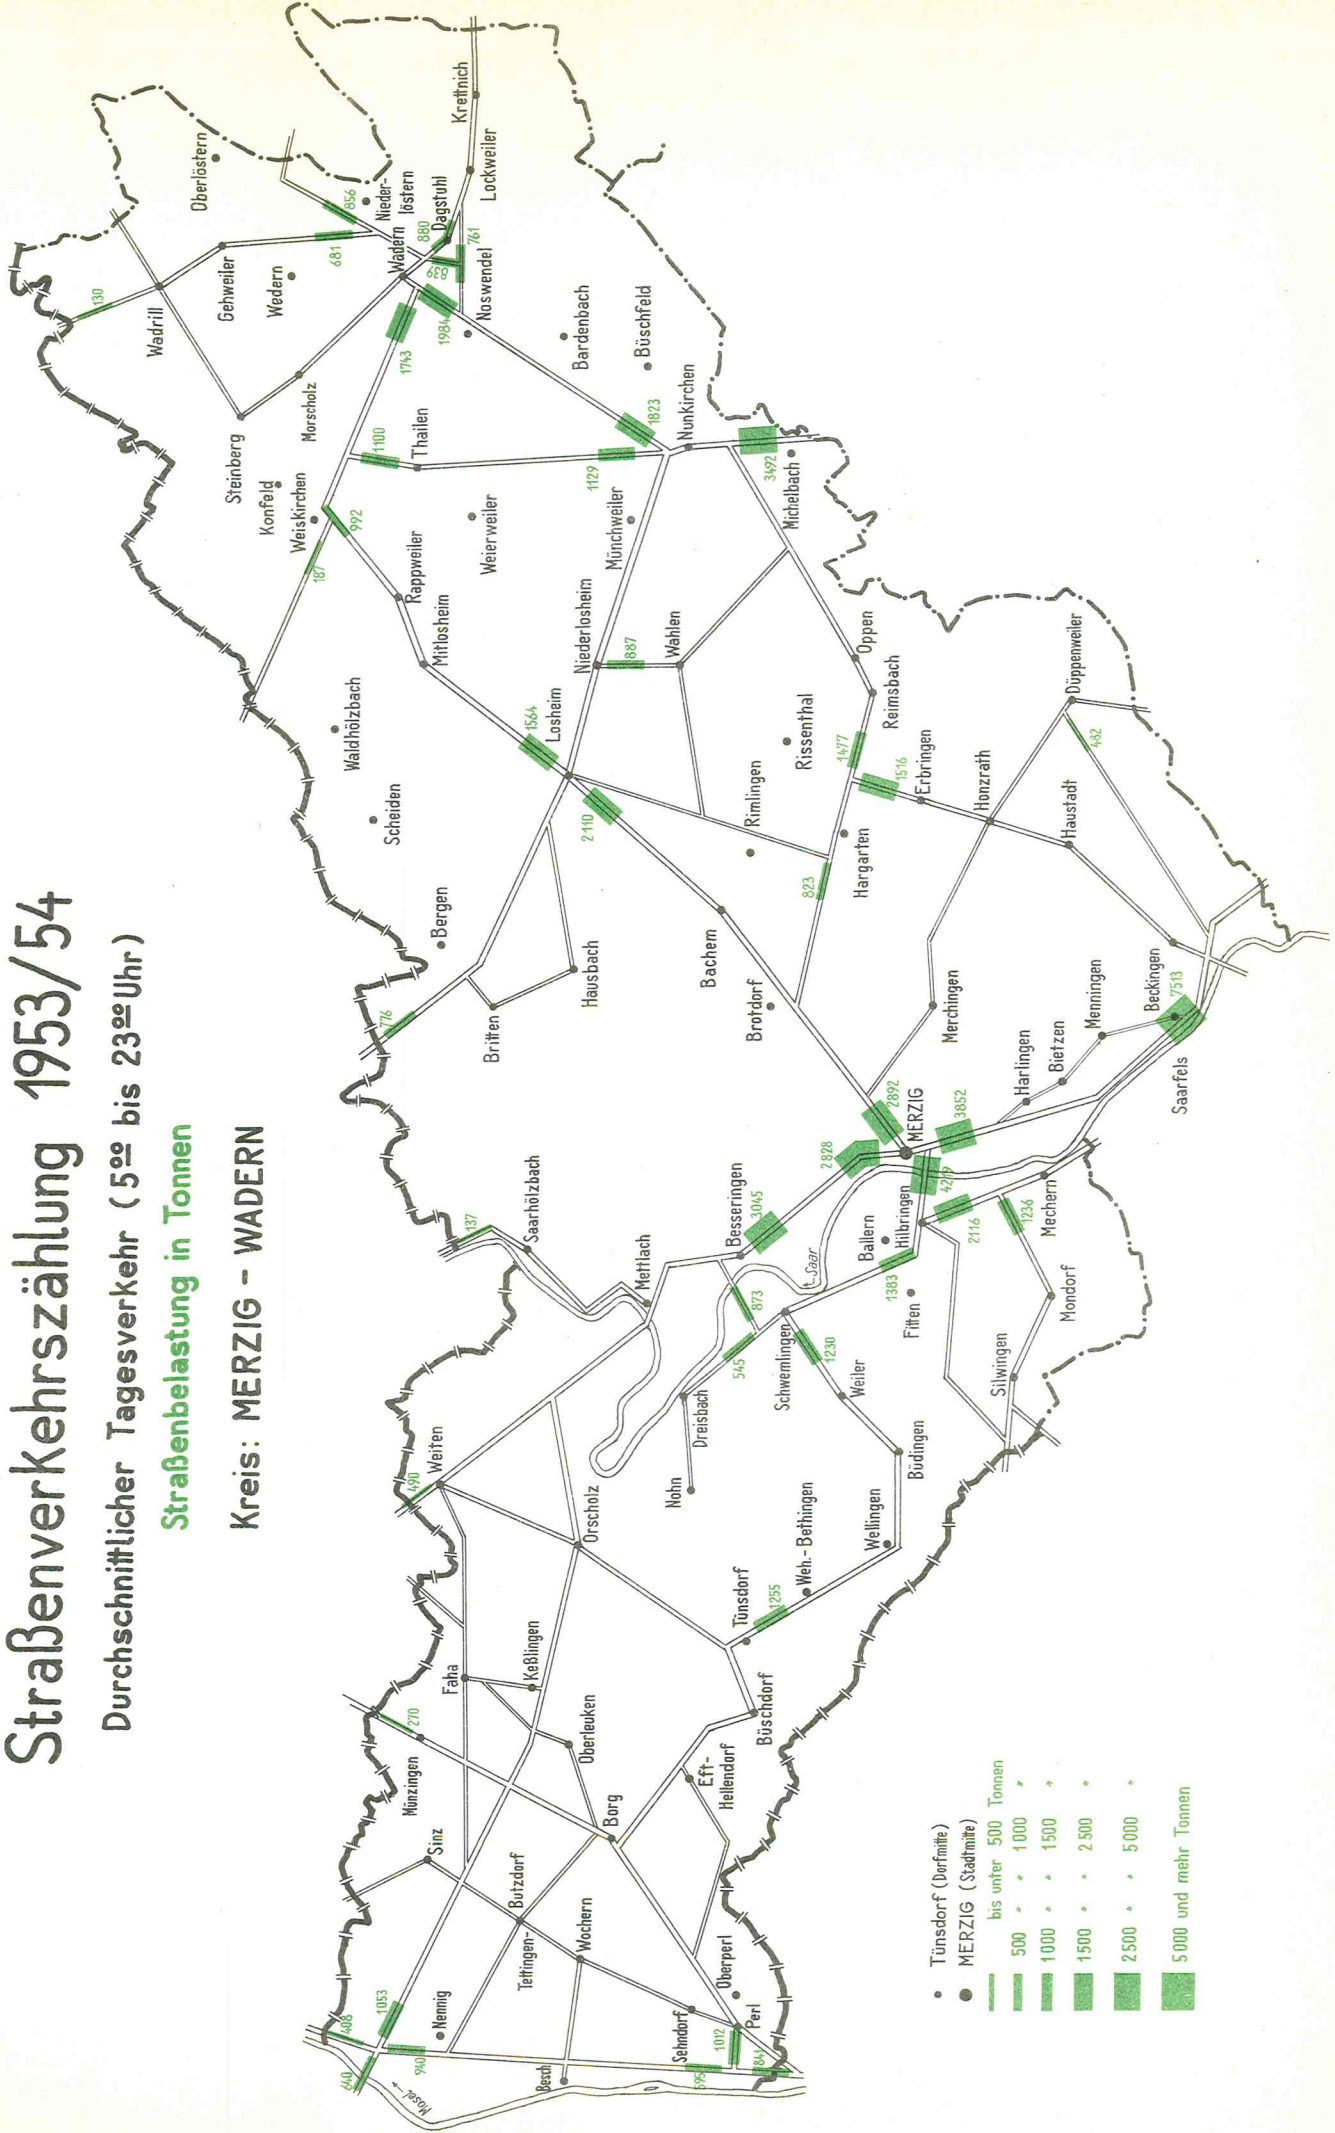 Straßenverkehrszählung 1953/54
Durchschnittlicher Tagesverkehr (5⁰⁰ bis 23⁰⁰ Uhr)
Straßenbelastung in Tonnen
Kreis: MERZIG - WADERN
408
640
1053
940
Nennig
Mosel
Besch
595
Sehndorf
1012
841
Perl
Oberperl
Wochern
Tettingen-
Butzdorf
Sinz
Münzingen
270
Borg
Oberleuken
Keßlingen
Faha
Eft-
Hellendorf
Büschdorf
Tünsdorf
1255
Weh.-Bethingen
Wellingen
Büdingen
Weiler
1230
Schwemlingen
Orscholz
Weiten
490
Nohn
Dreisbach
545
873
Mettlach
Saarhölzbach
137
Besseringen
3045
Saar
2828
Ballern
Hilbringen
1383
Fitten
4219
2116
1236
Mechern
Mondorf
Silwingen
MERZIG
2892
3852
Harlingen
Bietzen
Menningen
Beckingen
7513
Saarfels
Merchingen
Brotdorf
Bachem
776
Britten
Hausbach
Bergen
Scheiden
Waldhölzbach
2110
Losheim
1564
Mitlosheim
Rappweiler
Niederlosheim
887
Wahlen
Rimlingen
Rissenthal
823
Hargarten
1477
1516
Reimsbach
Oppen
Erbringen
Honzrath
Haustadt
Düppenweiler
482
187
992
Weiskirchen
Konfeld
Steinberg
Morscholz
Weierweiler
Münchweiler
Thailen
1100
1129
1823
Nunkirchen
3492
Michelbach
Büschfeld
Bardenbach
Noswendel
1743
1984
Wadern
839
880
761
Dagstuhl
Lockweiler
Krettnich
Nieder-
löstern
856
681
Oberlöstern
Wedern
Gehweiler
Wadrill
130
Tünsdorf (Dorfmitte)
MERZIG (Stadtmitte)
bis unter 500 Tonnen
500 " " 1000 "
1000 " " 1500 "
1500 " " 2500 "
2500 " " 5000 "
5000 und mehr Tonnen